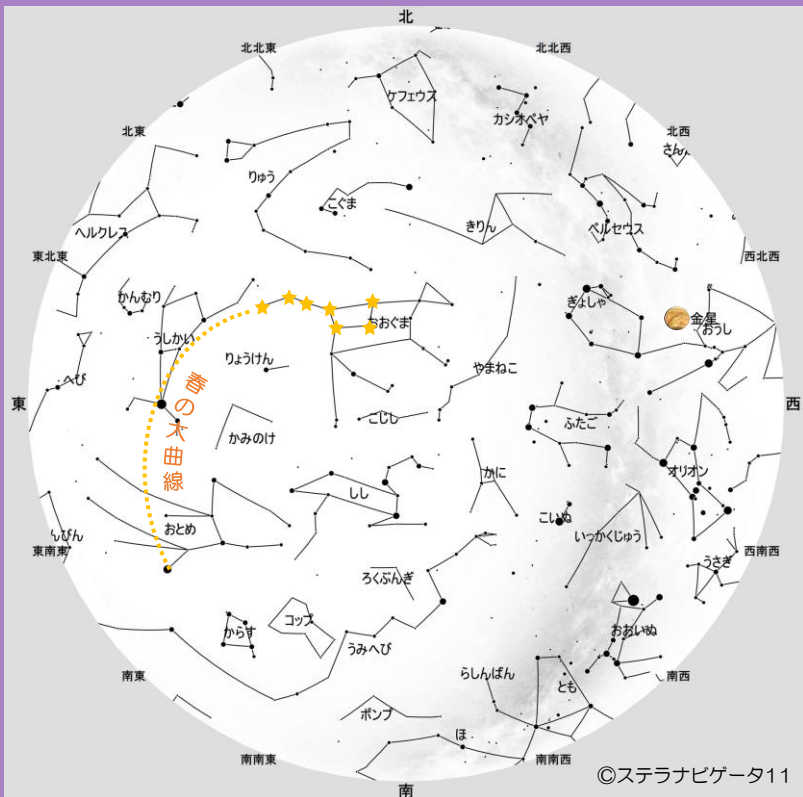 北
北北東
北北西
ケフェウス
カシオペヤ
北東
北西
さん
りゅう
こぐま
きりん
ペルセウス
ヘルクレス
東北東
西北西
かんむり
ぎょしゃ
金星
おうし
おおぐま
うしかい
りょうけん
やまねこ
へび
東
西
春の大曲線
こじし
ふたご
かみのけ
オリオン
かに
しし
こいぬ
おとめ
いっかくじゅう
んびん
東南東
西南西
うさぎ
ろくぶんぎ
コップ
からす
おおいぬ
うみへび
らしんばん
とも
南東
南西
ポンプ
ほ
南南東
南南西
南
©ステラナビゲータ11